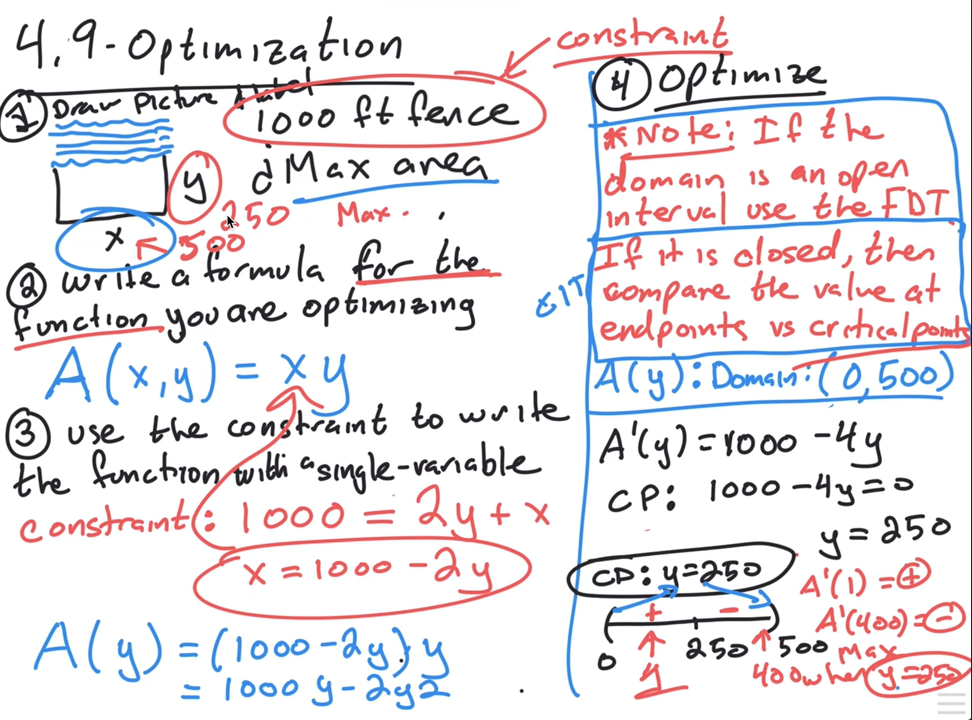 4.9 - Optimization
constraint
① Draw Picture & label
1000 ft fence
y
Max area
250
Max.
x
500
② write a formula for the
function you are optimizing
A(x,y) = xy
③ use the constraint to write
the function with a single-variable
constraint: 1000 = 2y + x
x = 1000 - 2y
A(y) = (1000 - 2y) y
= 1000 y - 2y2
④ Optimize
*Note: If the
domain is an open
interval use the FDT
If it is closed, then
compare the value at
endpoints vs critical points
A(y): Domain: (0,500)
A'(y) = 1000 - 4y
CP: 1000 - 4y = 0
y = 250
CP: y = 250
A'(1) = +
+ -
A'(400) = -
0 250 500
1
400
Max
when y = 250